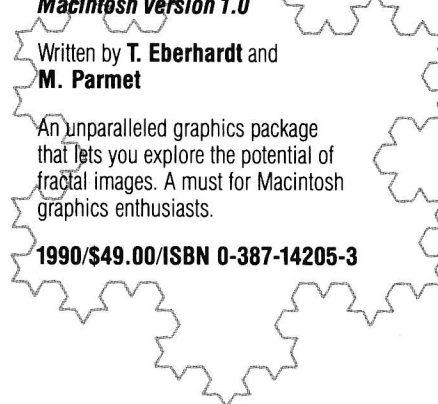 Macintosh Version 1.0
Written by T. Eberhardt and
M. Parmet
An unparalleled graphics package
that lets you explore the potential of
fractal images. A must for Macintosh
graphics enthusiasts.
1990/$49.00/ISBN 0-387-14205-3